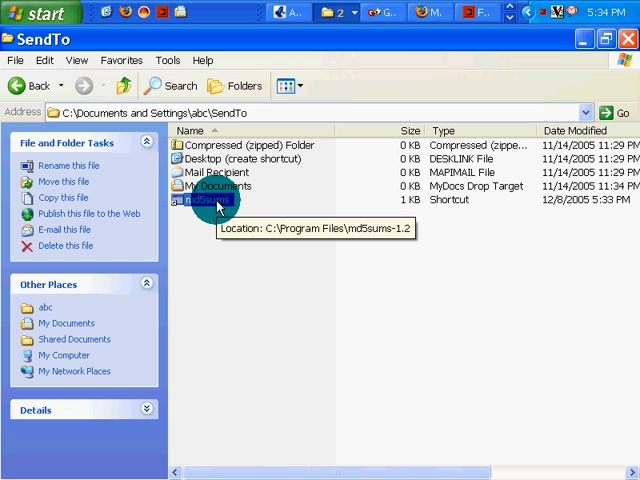 start
2
A..
G..
M..
F..
5:34 PM
SendTo
File Edit View Favorites Tools Help
Back Search Folders
Address C:\Documents and Settings\abc\SendTo Go
File and Folder Tasks
Rename this file
Move this file
Copy this file
Publish this file to the Web
E-mail this file
Delete this file
Other Places
abc
My Documents
Shared Documents
My Computer
My Network Places
Details
Name Size Type Date Modified
Compressed (zipped) Folder 0 KB Compressed (zippe... 11/14/2005 11:29 PM
Desktop (create shortcut) 0 KB DESKLINK File 11/14/2005 11:29 PM
Mail Recipient 0 KB MAPIMAIL File 11/14/2005 11:29 PM
My Documents 0 KB MyDocs Drop Target 11/14/2005 11:34 PM
md5sums 1 KB Shortcut 12/8/2005 5:33 PM
Location: C:\Program Files\md5sums-1.2